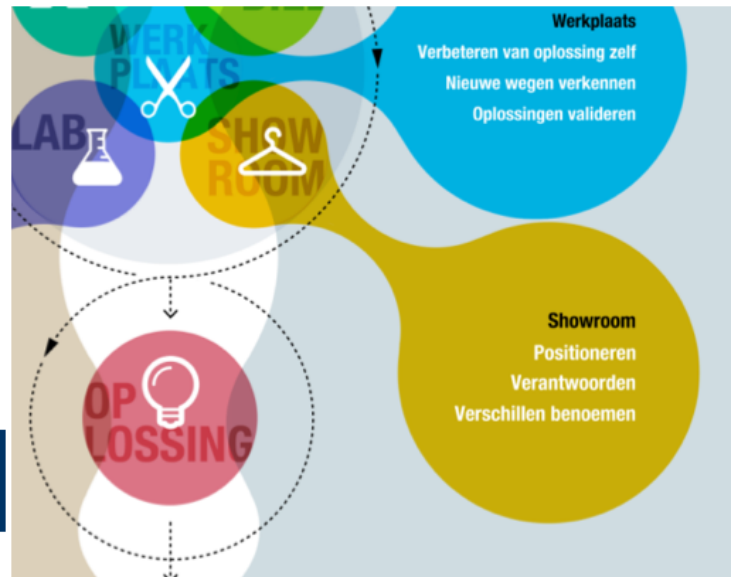 WERK
PLAATS
LAB
SHOW
ROOM
OP
LOSSING
Werkplaats
Verbeteren van oplossing zelf
Nieuwe wegen verkennen
Oplossingen valideren
Showroom
Positioneren
Verantwoorden
Verschillen benoemen